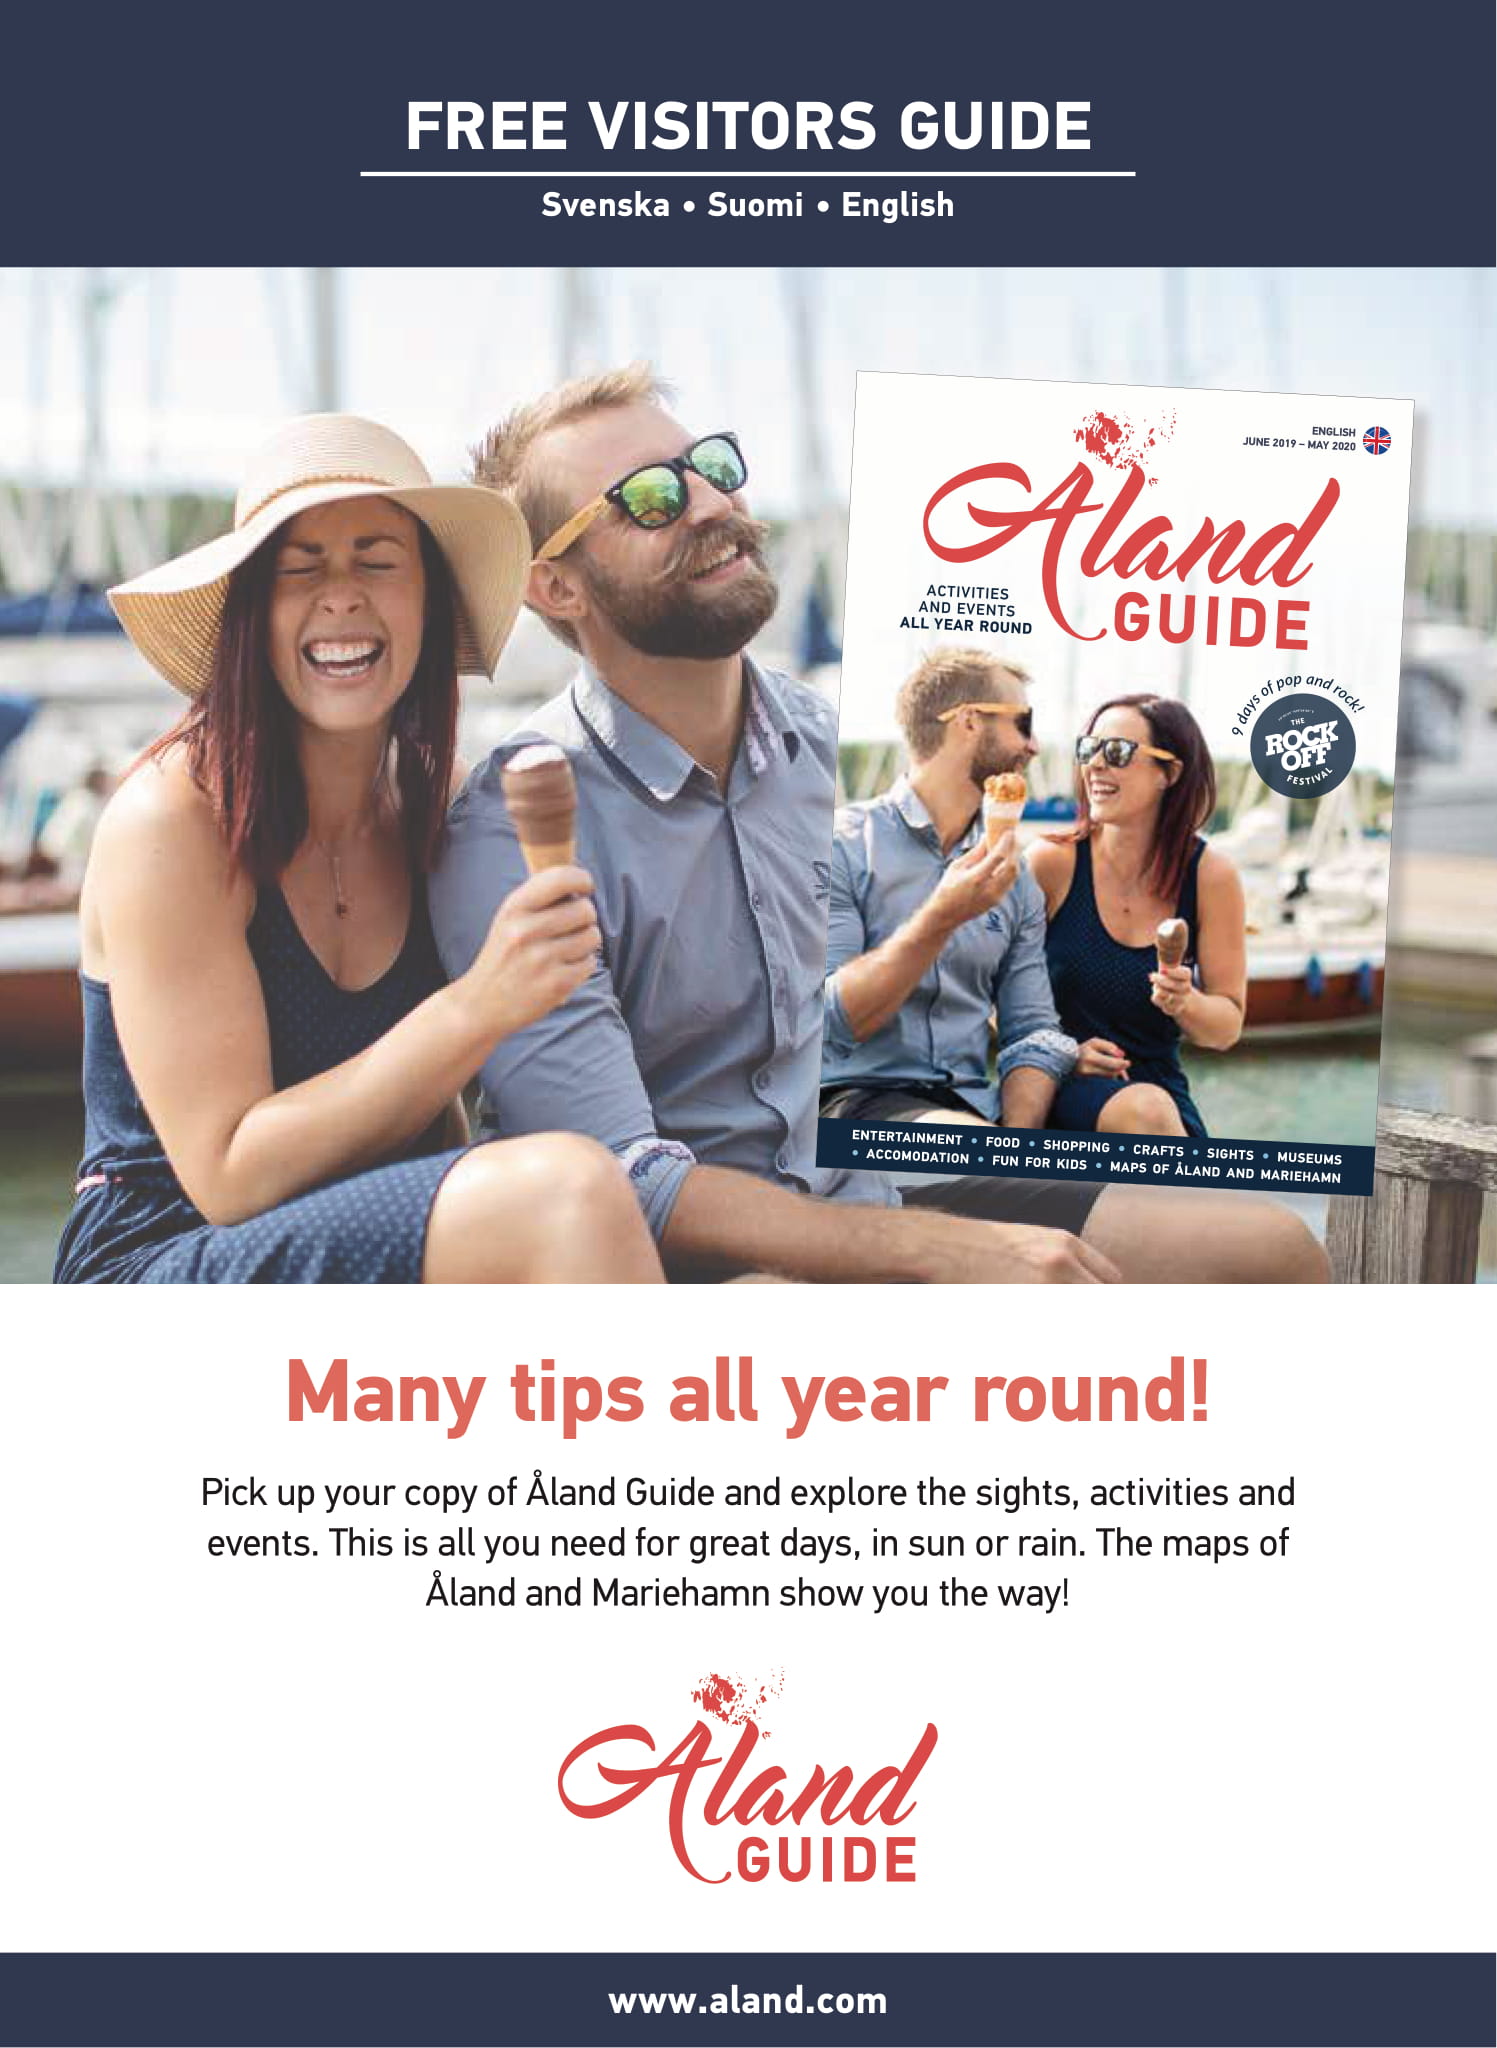 FREE VISITORS GUIDE
Svenska • Suomi • English
ENGLISH
JUNE 2019 – MAY 2020
Åland
GUIDE
ACTIVITIES
AND EVENTS
ALL YEAR ROUND
9 days of pop and rock!
THE
ROCK
OFF
FESTIVAL
ENTERTAINMENT • FOOD • SHOPPING • CRAFTS • SIGHTS • MUSEUMS
• ACCOMODATION • FUN FOR KIDS • MAPS OF ÅLAND AND MARIEHAMN
Many tips all year round!
Pick up your copy of Åland Guide and explore the sights, activities and
events. This is all you need for great days, in sun or rain. The maps of
Åland and Mariehamn show you the way!
Åland
GUIDE
www.aland.com